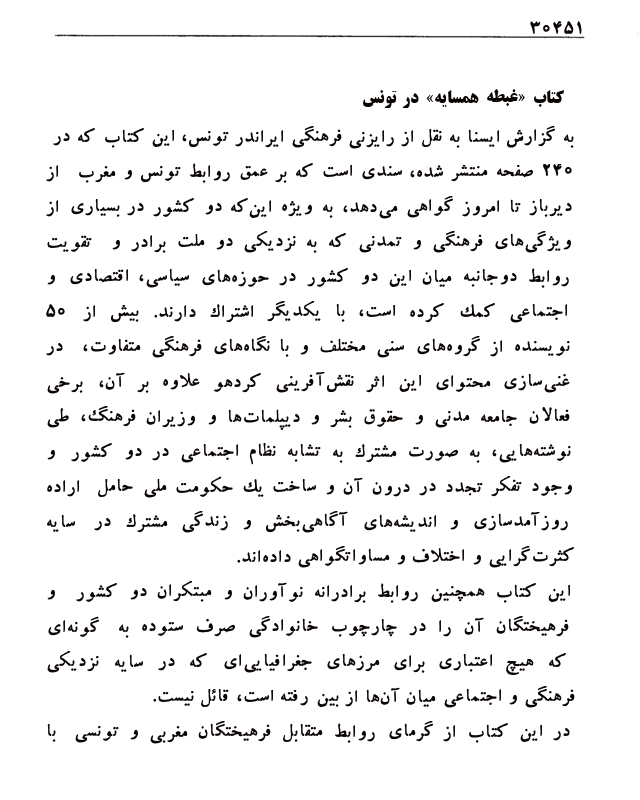 ۳۰۴۵۱
کتاب «غبطه همسایه» در تونس
به گزارش ایسنا به نقل از رایزنی فرهنگی ایراندر تونس، این کتاب که در
۲۴۰ صفحه منتشر شده، سندی است که بر عمق روابط تونس و مغرب از
دیرباز تا امروز گواهی می‌دهد، به ویژه این‌که دو کشور در بسیاری از
ویژگی‌های فرهنگی و تمدنی که به نزدیکی دو ملت برادر و تقویت
روابط دوجانبه میان این دو کشور در حوزه‌های سیاسی، اقتصادی و
اجتماعی کمك کرده است، با یکدیگر اشتراك دارند. بیش از ۵۰
نویسنده از گروه‌های سنی مختلف و با نگاه‌های فرهنگی متفاوت، در
غنی‌سازی محتوای این اثر نقش‌آفرینی کردهو علاوه بر آن، برخی
فعالان جامعه مدنی و حقوق بشر و دیپلمات‌ها و وزیران فرهنگ، طی
نوشته‌هایی، به صورت مشترك به تشابه نظام اجتماعی در دو کشور و
وجود تفکر تجدد در درون آن و ساخت یك حکومت ملی حامل اراده
روزآمدسازی و اندیشه‌های آگاهی‌بخش و زندگی مشترك در سایه
کثرت‌گرایی و اختلاف و مساواتگواهی داده‌اند.
این کتاب همچنین روابط برادرانه نوآوران و مبتکران دو کشور و
فرهیختگان آن را در چارچوب خانوادگی صرف ستوده به گونه‌ای
که هیچ اعتباری برای مرزهای جغرافیایی‌ای که در سایه نزدیکی
فرهنگی و اجتماعی میان آن‌ها از بین رفته است، قائل نیست.
در این کتاب از گرمای روابط متقابل فرهیختگان مغربی و تونسی با